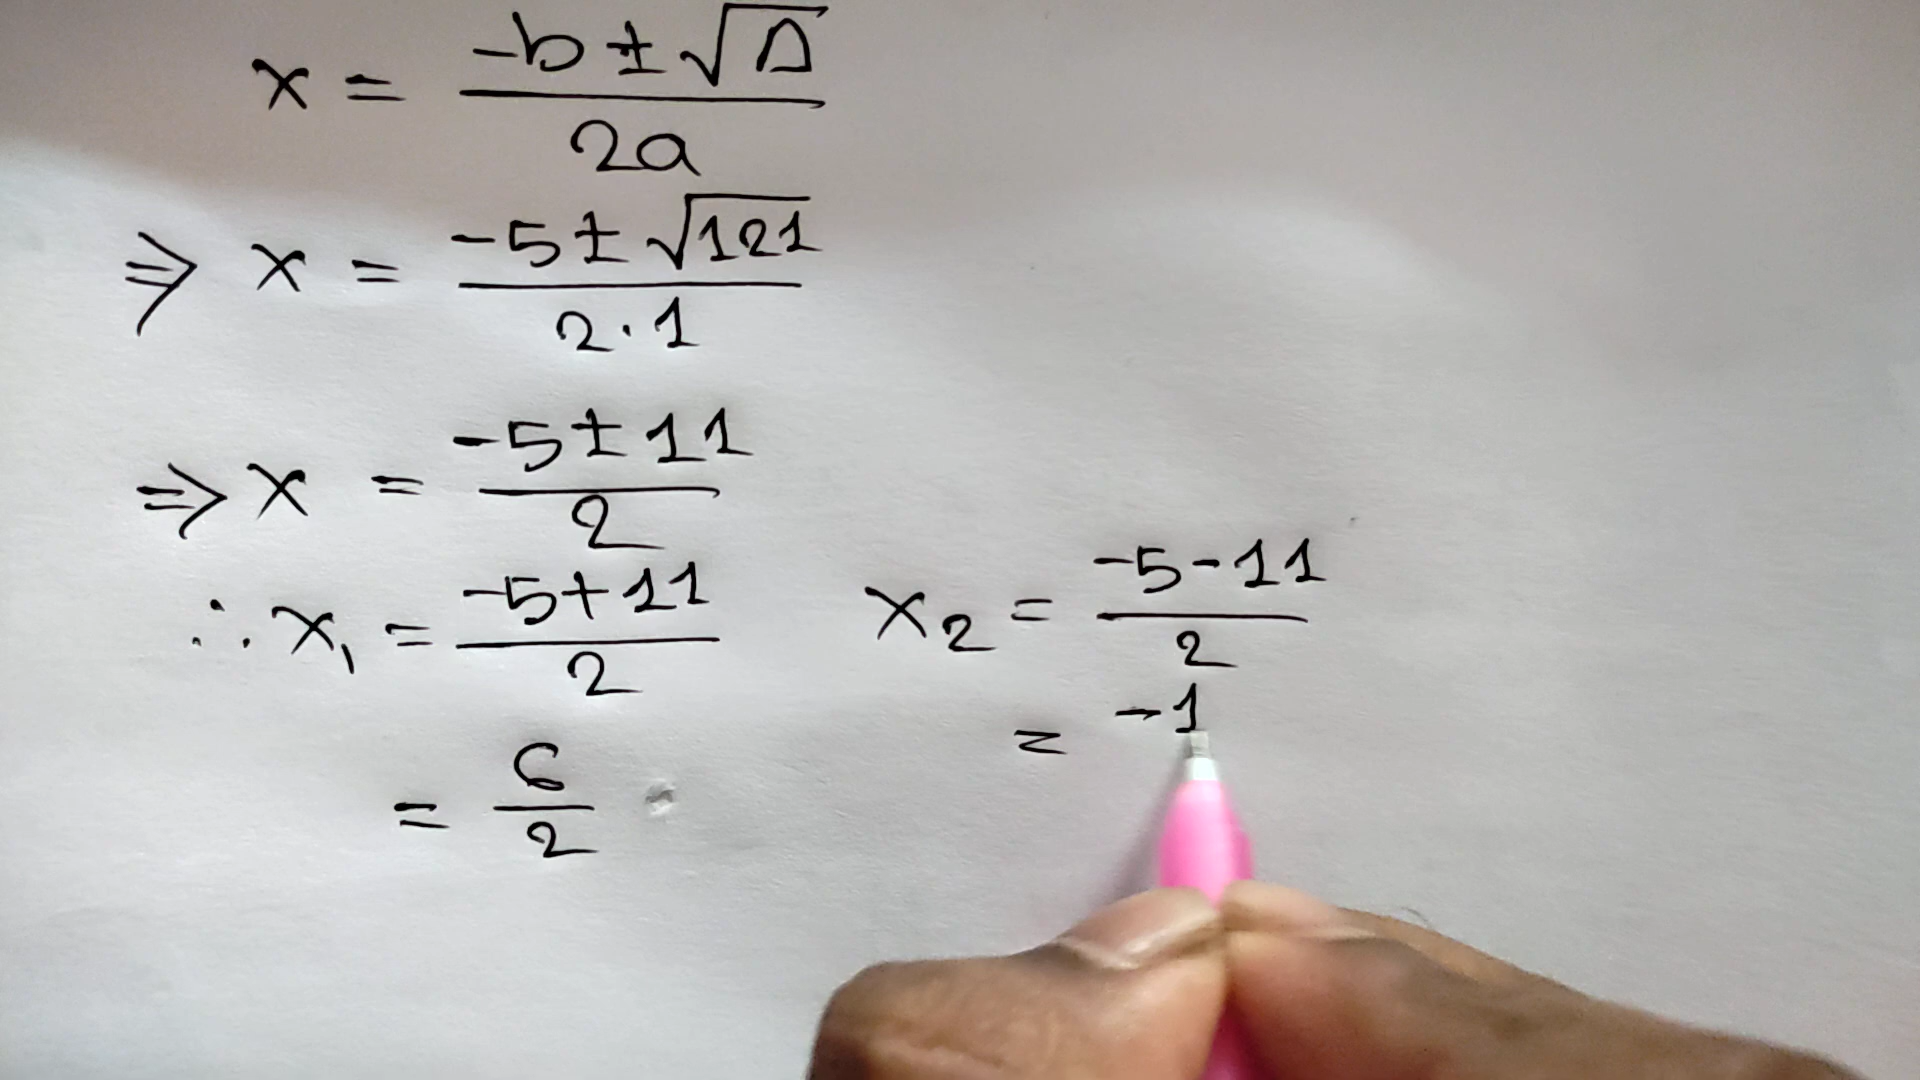 x = (-b ± √Δ) / 2a
⇒ x = (-5 ± √121) / 2·1
⇒ x = (-5 ± 11) / 2
∴ x₁ = (-5+11) / 2
= 6/2
x₂ = (-5-11) / 2
= -1